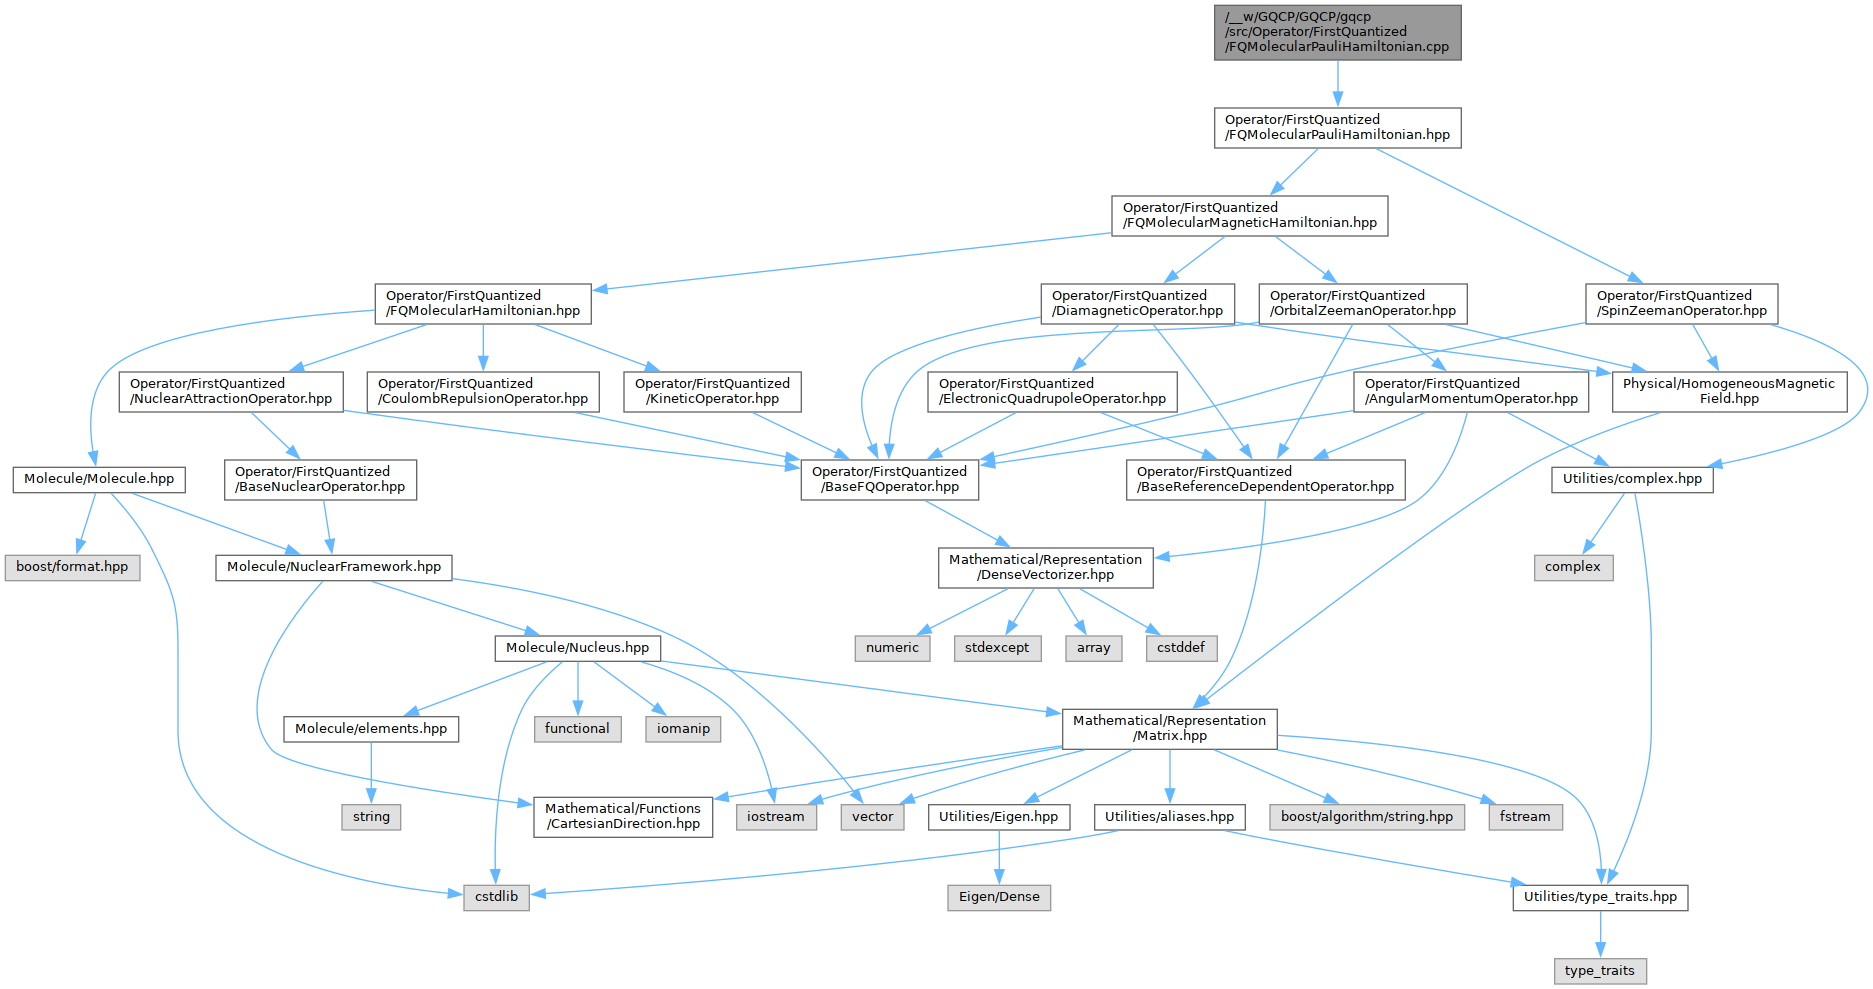 /__w/GQCP/GQCP/gqcp
/src/Operator/FirstQuantized
/FQMolecularPauliHamiltonian.cpp
Operator/FirstQuantized
/FQMolecularPauliHamiltonian.hpp
Operator/FirstQuantized
/FQMolecularMagneticHamiltonian.hpp
Operator/FirstQuantized
/FQMolecularHamiltonian.hpp
Operator/FirstQuantized
/DiamagneticOperator.hpp
Operator/FirstQuantized
/OrbitalZeemanOperator.hpp
Operator/FirstQuantized
/SpinZeemanOperator.hpp
Operator/FirstQuantized
/NuclearAttractionOperator.hpp
Operator/FirstQuantized
/CoulombRepulsionOperator.hpp
Operator/FirstQuantized
/KineticOperator.hpp
Operator/FirstQuantized
/ElectronicQuadrupoleOperator.hpp
Operator/FirstQuantized
/AngularMomentumOperator.hpp
Physical/HomogeneousMagnetic
Field.hpp
Molecule/Molecule.hpp
Operator/FirstQuantized
/BaseNuclearOperator.hpp
Operator/FirstQuantized
/BaseFQOperator.hpp
Operator/FirstQuantized
/BaseReferenceDependentOperator.hpp
Utilities/complex.hpp
boost/format.hpp
Molecule/NuclearFramework.hpp
Mathematical/Representation
/DenseVectorizer.hpp
complex
Molecule/Nucleus.hpp
numeric
stdexcept
array
cstddef
Molecule/elements.hpp
functional
iomanip
Mathematical/Representation
/Matrix.hpp
string
Mathematical/Functions
/CartesianDirection.hpp
iostream
vector
Utilities/Eigen.hpp
Utilities/aliases.hpp
boost/algorithm/string.hpp
fstream
cstdlib
Eigen/Dense
Utilities/type_traits.hpp
type_traits